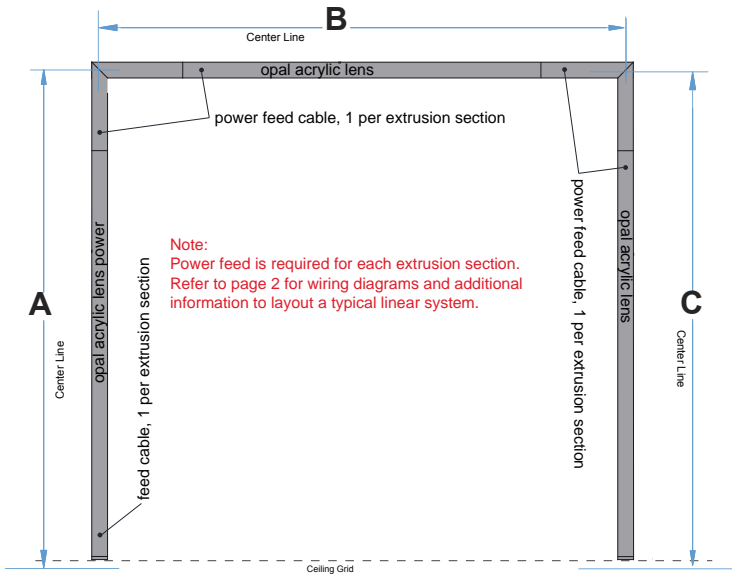 B
Center Line
opal acrylic lens
power feed cable, 1 per extrusion section
Note:
Power feed is required for each extrusion section.
Refer to page 2 for wiring diagrams and additional
information to layout a typical linear system.
A
Center Line
opal acrylic lens power
feed cable, 1 per extrusion section
power feed cable, 1 per extrusion section
opal acrylic lens
C
Center Line
Ceiling Grid